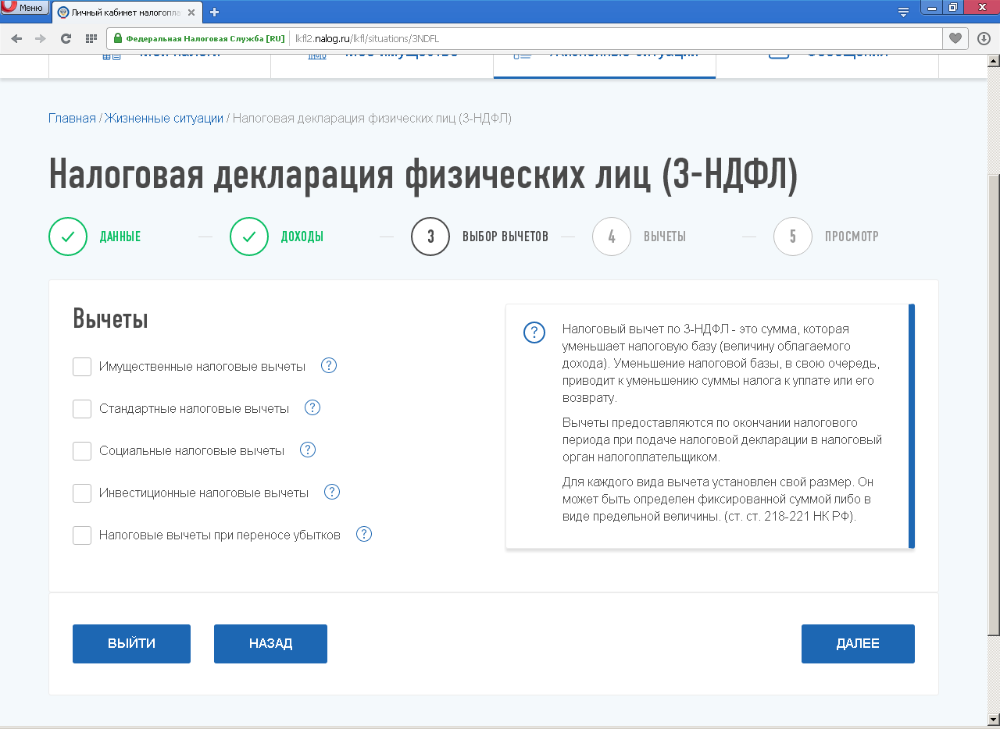 Меню
Личный кабинет налогопла
Федеральная Налоговая Служба [RU]
lkfl2.nalog.ru/lkfl/situations/3NDFL
Мои налоги
Мое имущество
Жизненные ситуации
Сообщения
Главная / Жизненные ситуации / Налоговая декларация физических лиц (3-НДФЛ)
Налоговая декларация физических лиц (3-НДФЛ)
ДАННЫЕ
ДОХОДЫ
3 ВЫБОР ВЫЧЕТОВ
4 ВЫЧЕТЫ
5 ПРОСМОТР
Вычеты
Имущественные налоговые вычеты ?
Стандартные налоговые вычеты ?
Социальные налоговые вычеты ?
Инвестиционные налоговые вычеты ?
Налоговые вычеты при переносе убытков ?
? Налоговый вычет по 3-НДФЛ - это сумма, которая
уменьшает налоговую базу (величину облагаемого
дохода). Уменьшение налоговой базы, в свою очередь,
приводит к уменьшению суммы налога к уплате или его
возврату.
Вычеты предоставляются по окончании налогового
периода при подаче налоговой декларации в налоговый
орган налогоплательщиком.
Для каждого вида вычета установлен свой размер. Он
может быть определен фиксированной суммой либо в
виде предельной величины. (ст. ст. 218-221 НК РФ).
ВЫЙТИ
НАЗАД
ДАЛЕЕ